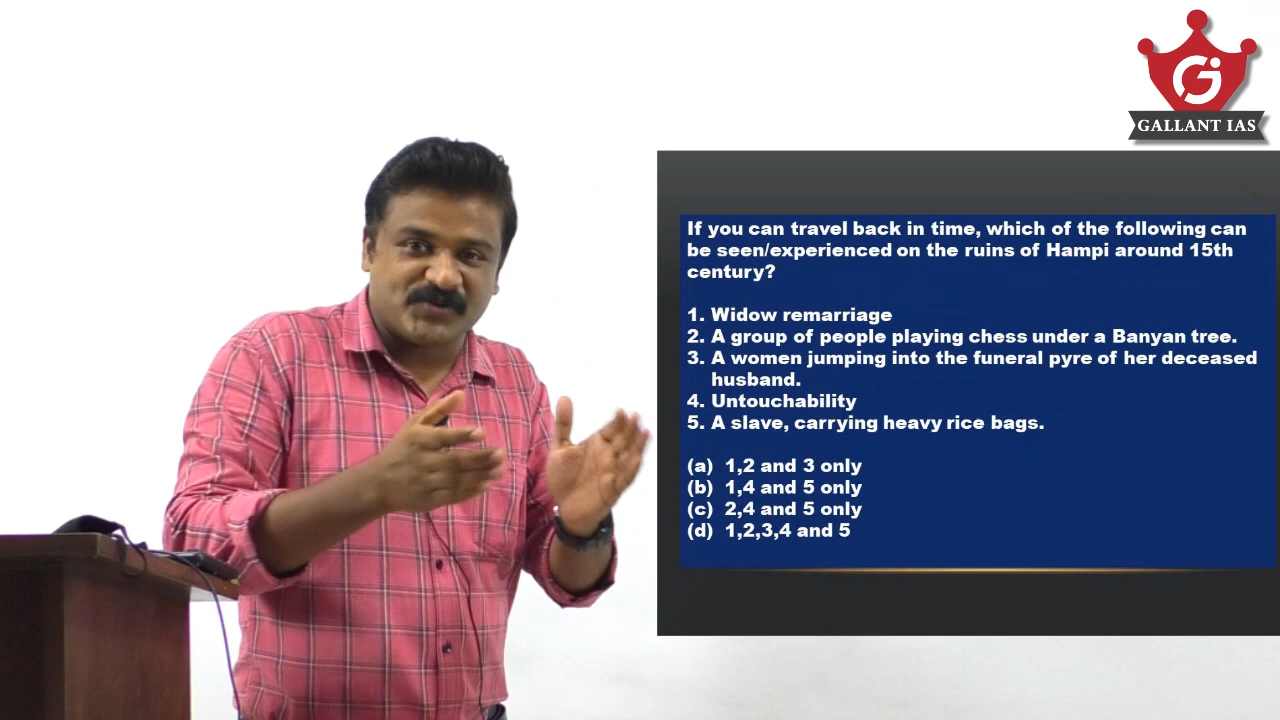 GALLANT IAS
If you can travel back in time, which of the following can
be seen/experienced on the ruins of Hampi around 15th
century?
1. Widow remarriage
2. A group of people playing chess under a Banyan tree.
3. A women jumping into the funeral pyre of her deceased
husband.
4. Untouchability
5. A slave, carrying heavy rice bags.
(a) 1,2 and 3 only
(b) 1,4 and 5 only
(c) 2,4 and 5 only
(d) 1,2,3,4 and 5